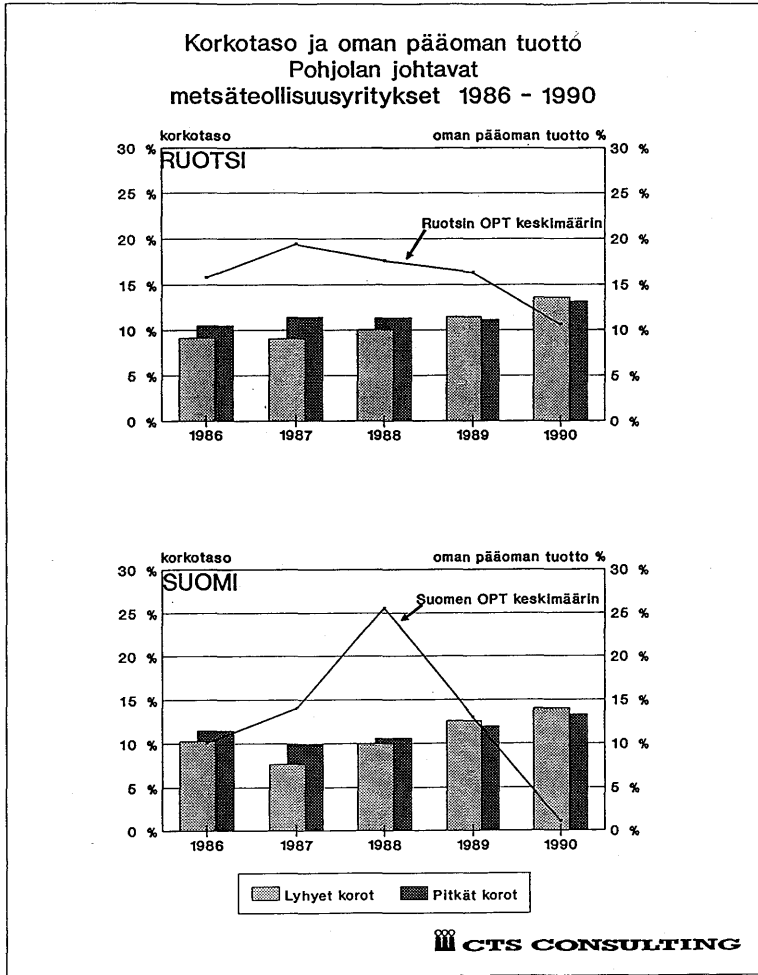 Korkotaso ja oman pääoman tuotto
Pohjolan johtavat
metsäteollisuusyritykset 1986 - 1990
korkotaso oman pääoman tuotto %
30 % RUOTSI 30 %
25 % 25 %
Ruotsin OPT keskimäärin
20 % 20 %
15 % 15 %
10 % 10 %
5 % 5 %
0 % 0 %
1986 1987 1988 1989 1990
korkotaso oman pääoman tuotto %
30 % SUOMI 30 %
Suomen OPT keskimäärin
25 % 25 %
20 % 20 %
15 % 15 %
10 % 10 %
5 % 5 %
0 % 0 %
1986 1987 1988 1989 1990
Lyhyet korot Pitkät korot
CTS CONSULTING